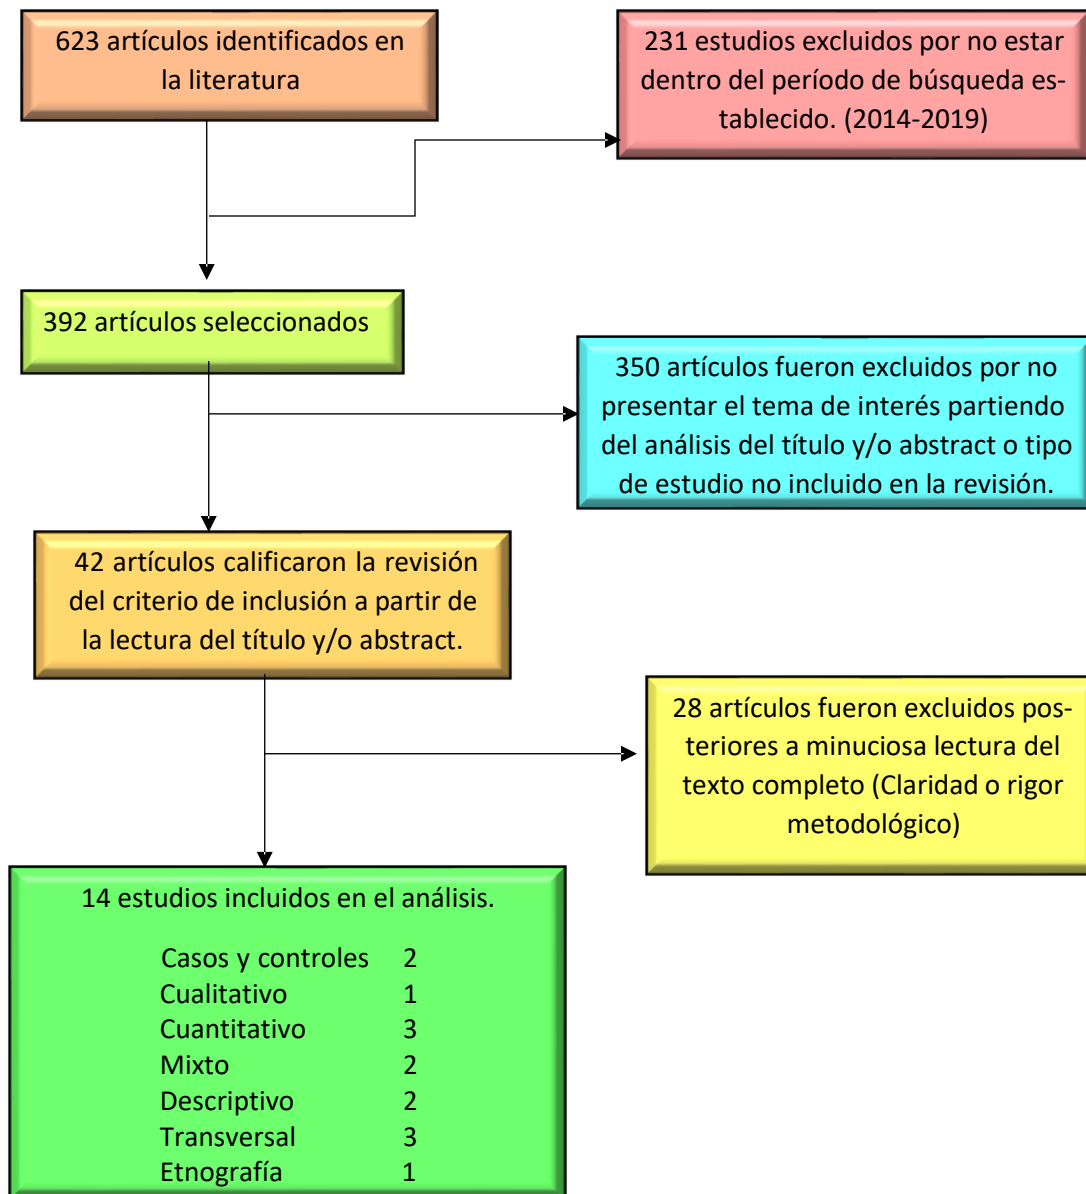 623 artículos identificados en
la literatura
231 estudios excluidos por no estar
dentro del período de búsqueda es-
tablecido. (2014-2019)
392 artículos seleccionados
350 artículos fueron excluidos por no
presentar el tema de interés partiendo
del análisis del título y/o abstract o tipo
de estudio no incluido en la revisión.
42 artículos calificaron la revisión
del criterio de inclusión a partir de
la lectura del título y/o abstract.
28 artículos fueron excluidos pos-
teriores a minuciosa lectura del
texto completo (Claridad o rigor
metodológico)
14 estudios incluidos en el análisis.
Casos y controles 2
Cualitativo 1
Cuantitativo 3
Mixto 2
Descriptivo 2
Transversal 3
Etnografía 1